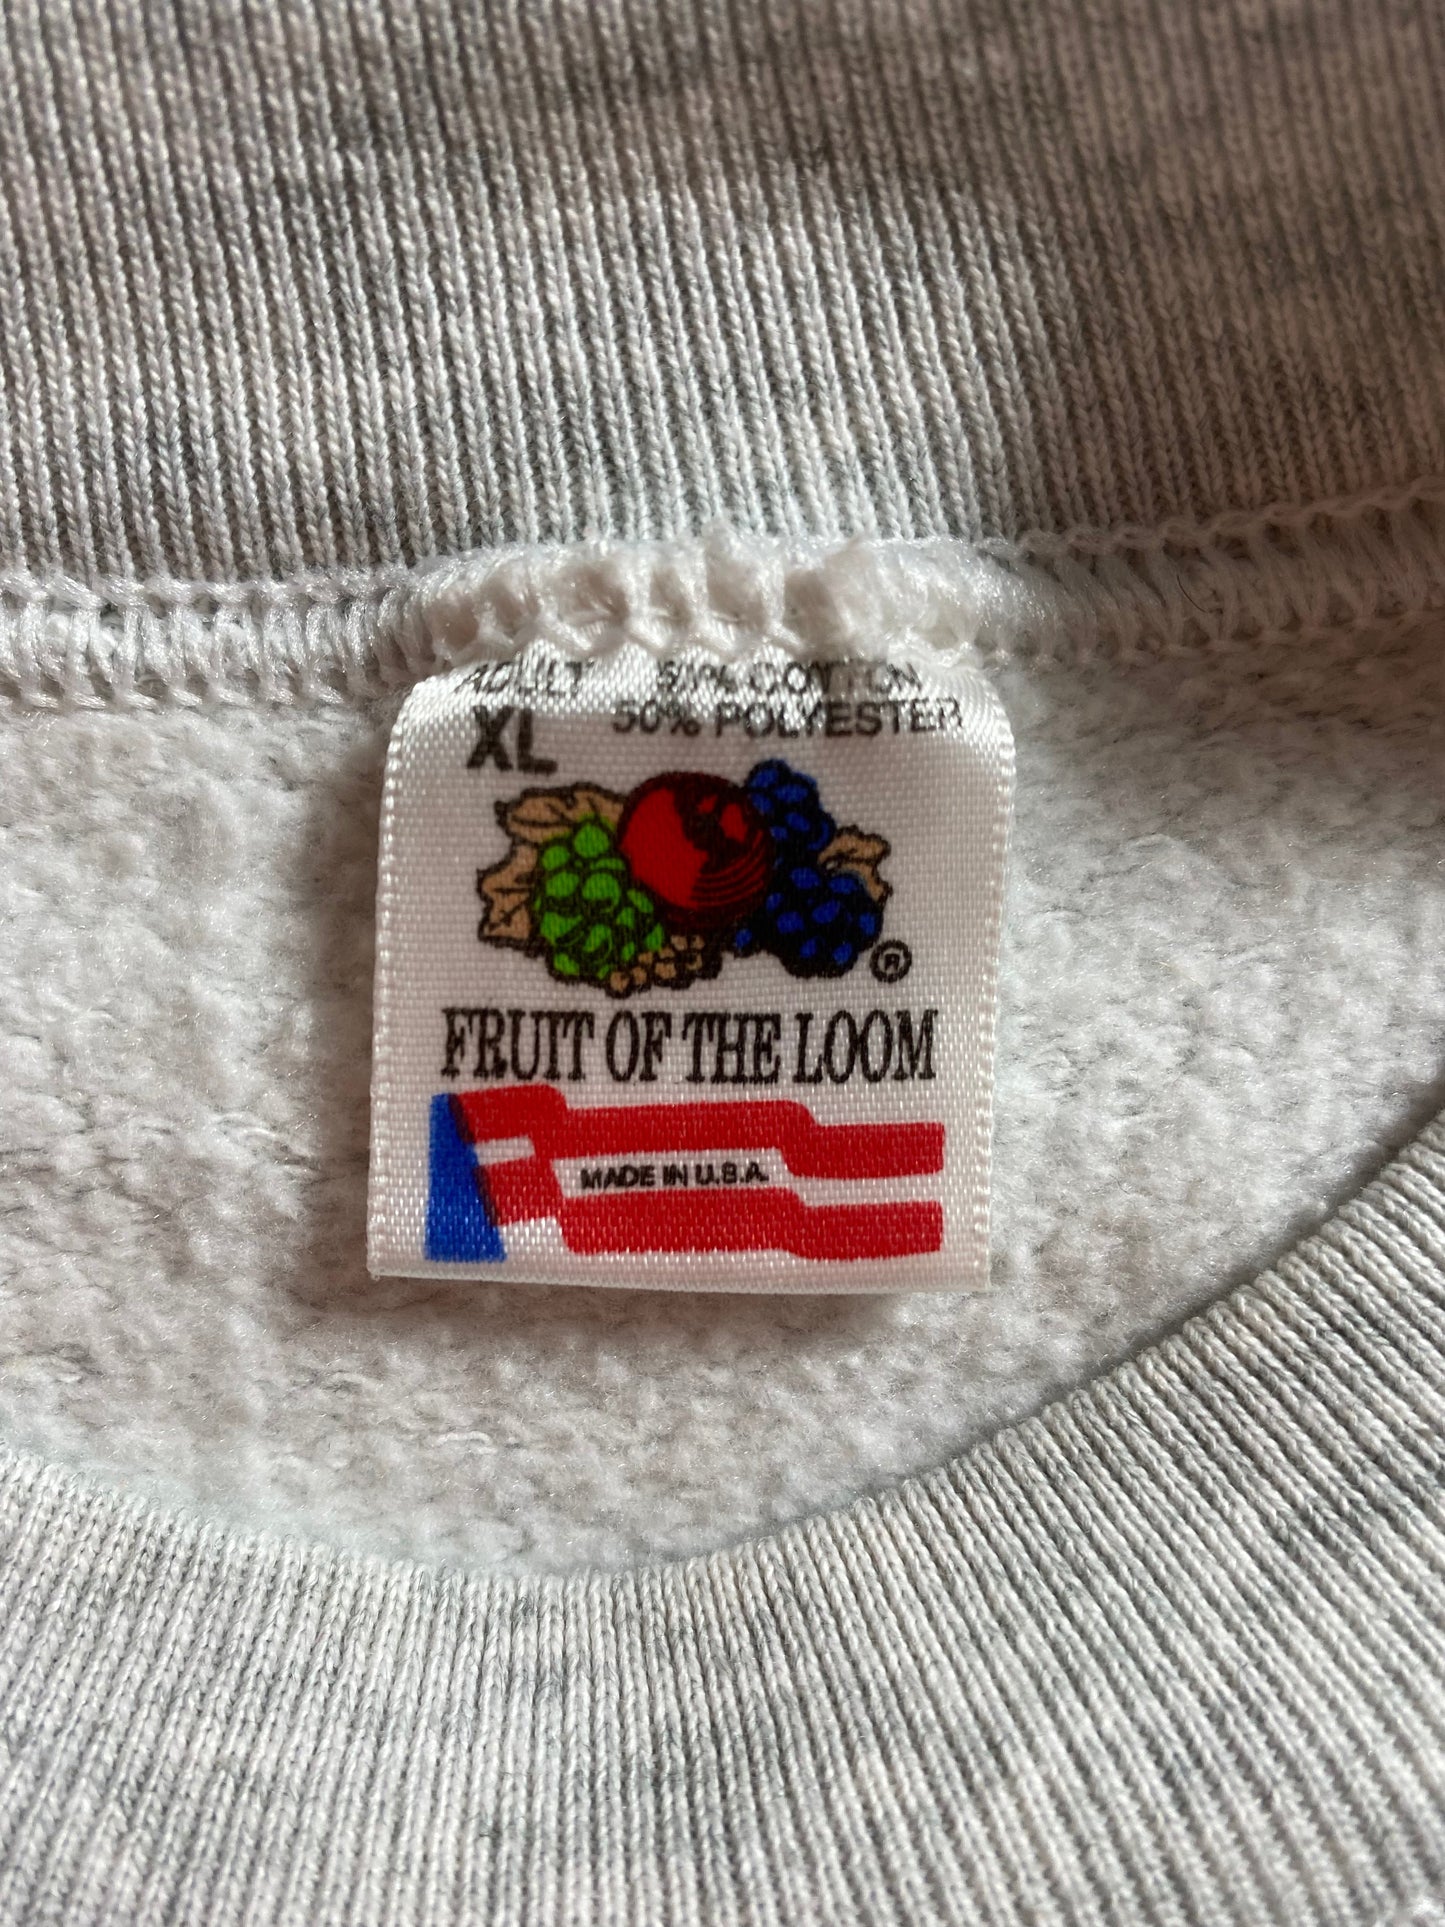 ADULT 50% COTTON
XL 50% POLYESTER
®
FRUIT OF THE LOOM
MADE IN U.S.A.